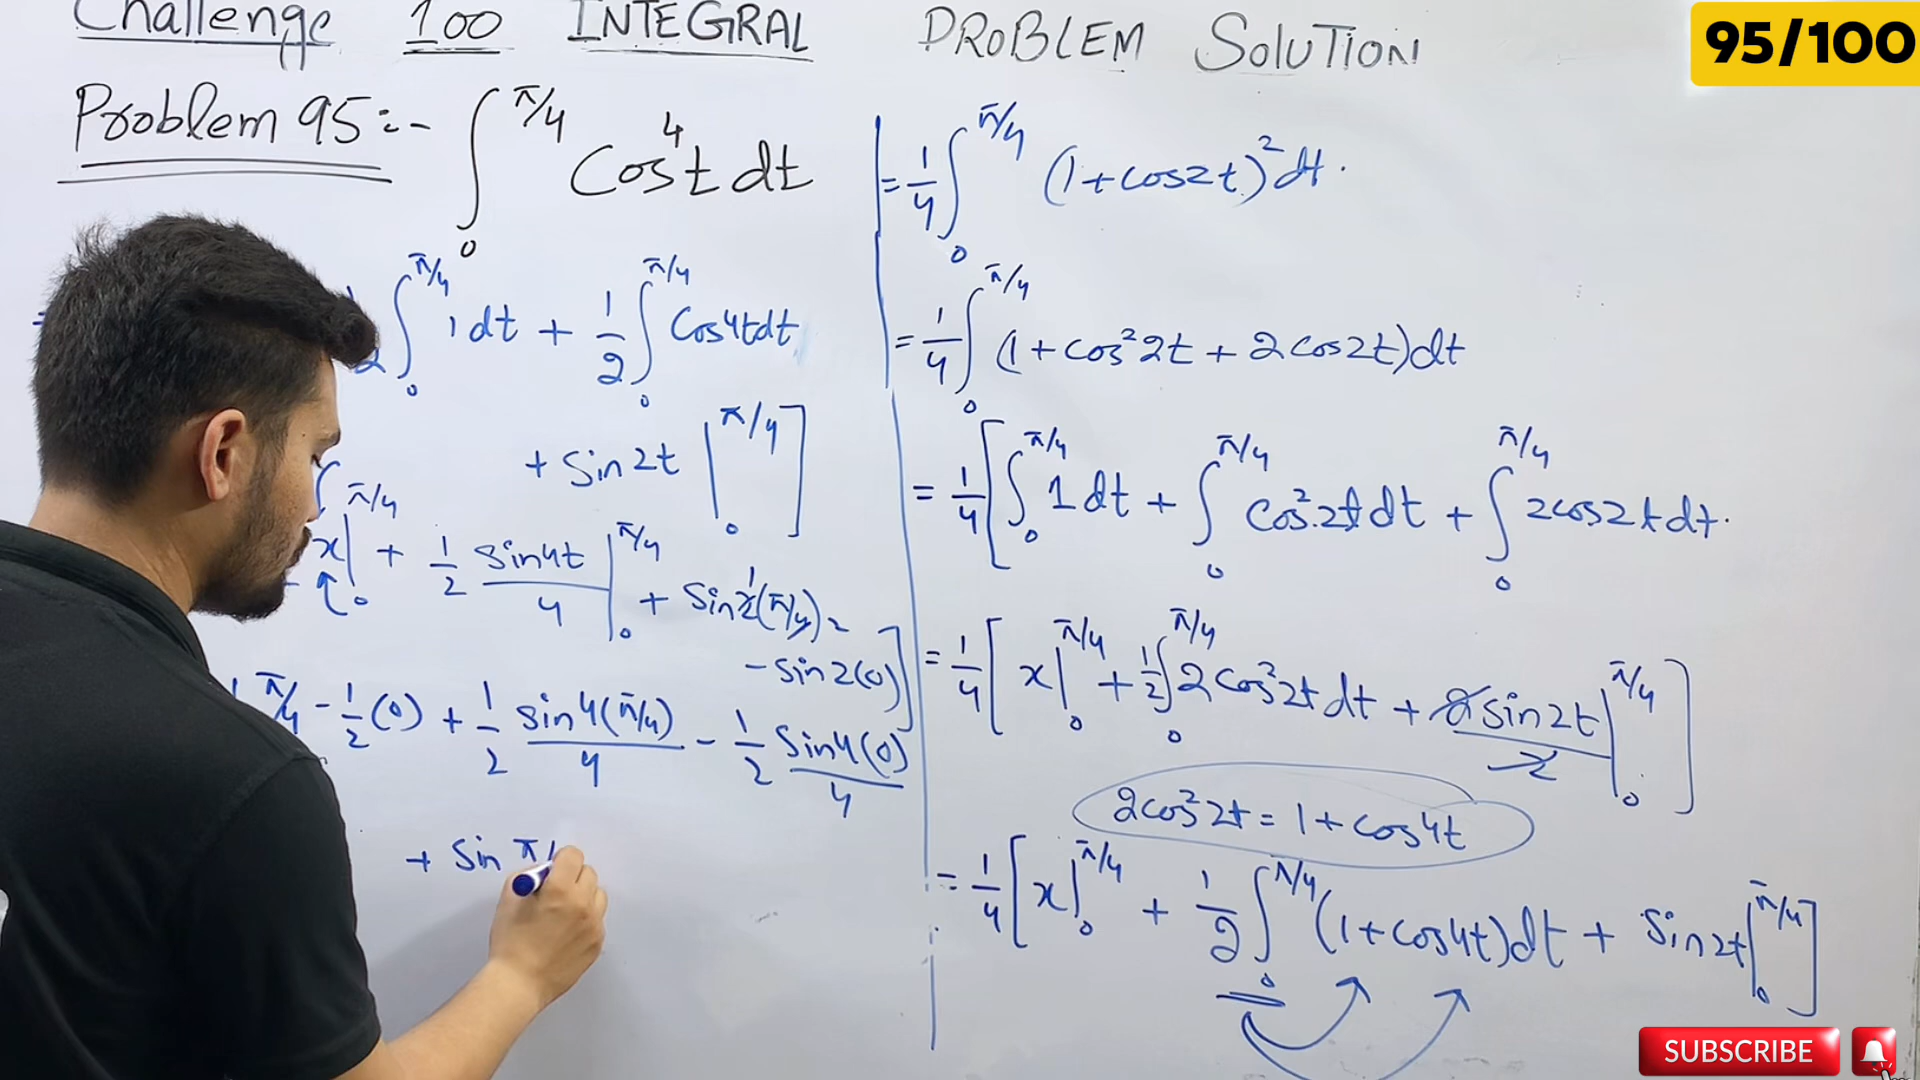 Challenge 100 INTEGRAL PROBLEM SOLUTION
95/100
Problem 95:- ∫₀^π/4 Cos⁴t dt
∫₀^π/4 1dt + 1/2 ∫₀^π/4 Cos4tdt
+ Sin2t |₀^π/4 ]
x|₀^π/4 + 1/2 Sin4t/4 |₀^π/4 + Sin2(π/4)
- Sin2(0) ]
π/4 - 1/2(0) + 1/2 Sin4(π/4)/4 - 1/2 Sin4(0)/4
+ Sin π/
= 1/4 ∫₀^π/4 (1+cos2t)² dt.
= 1/4 ∫₀^π/4 (1+cos²2t + 2cos2t)dt
= 1/4 [ ∫₀^π/4 1dt + ∫₀^π/4 Cos²2t dt + ∫₀^π/4 2cos2t dt.
= 1/4 [ x|₀^π/4 + 1/2 ∫₀^π/4 2cos²2t dt + 2sin2t/2 |₀^π/4 ]
2cos²2t = 1+cos4t
= 1/4 [ x|₀^π/4 + 1/2 ∫₀^π/4 (1+cos4t)dt + Sin2t|₀^π/4 ]
SUBSCRIBE